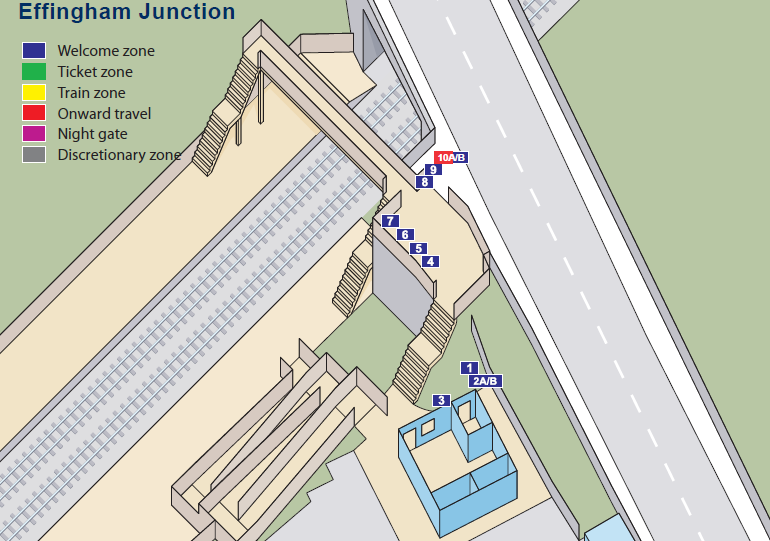 Effingham Junction
Welcome zone
Ticket zone
Train zone
Onward travel
Night gate
Discretionary zone
10A/B
9
8
7
6
5
4
1
2A/B
3